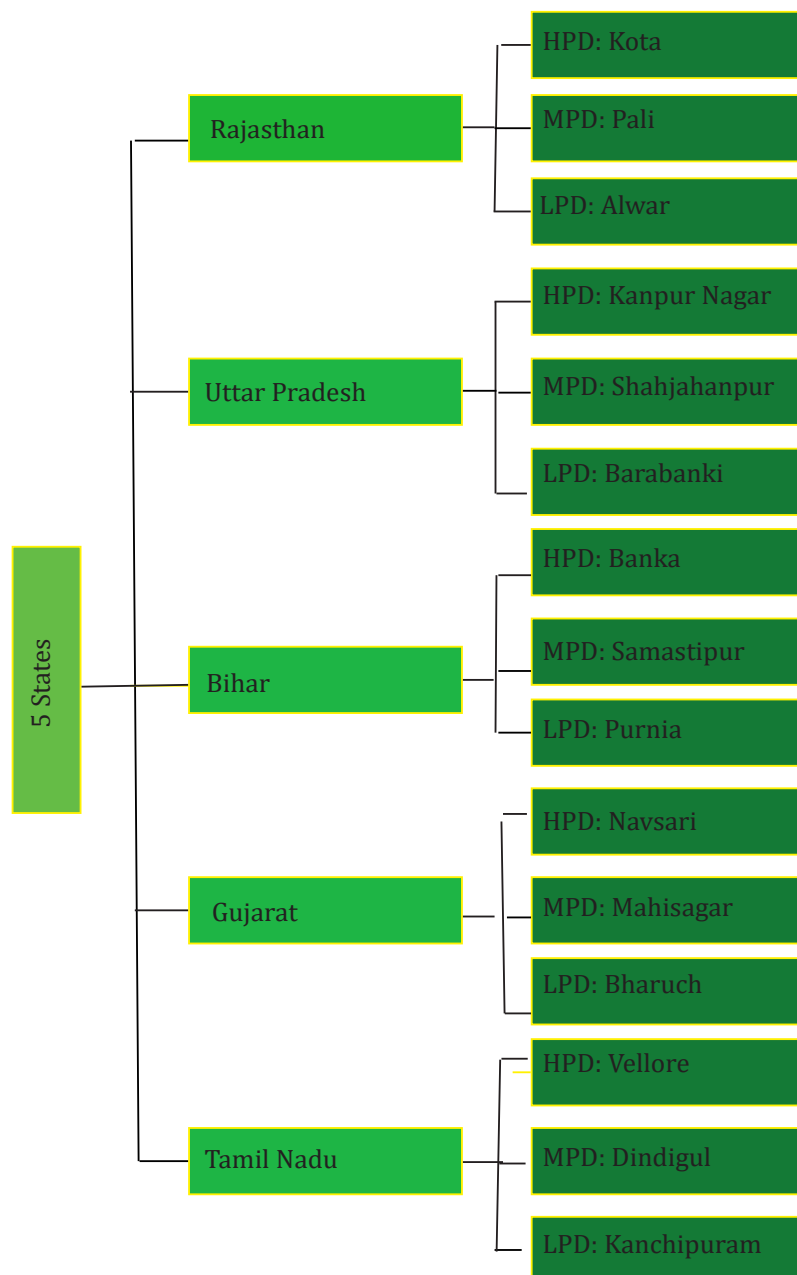 5 States
Rajasthan
HPD: Kota
MPD: Pali
LPD: Alwar
Uttar Pradesh
HPD: Kanpur Nagar
MPD: Shahjahanpur
LPD: Barabanki
Bihar
HPD: Banka
MPD: Samastipur
LPD: Purnia
Gujarat
HPD: Navsari
MPD: Mahisagar
LPD: Bharuch
Tamil Nadu
HPD: Vellore
MPD: Dindigul
LPD: Kanchipuram